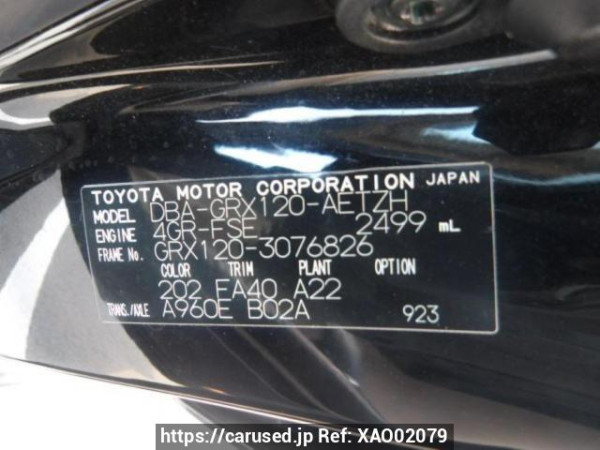 TOYOTA MOTOR CORPORATION JAPAN
MODEL DBA-GRX120-AETZH
ENGINE 4GR-FSE 2499 mL
FRAME No. GRX120-3076826
COLOR TRIM PLANT OPTION
202 FA40 A22
TRANS./AXLE A960E B02A 923
https://carused.jp Ref: XAO02079